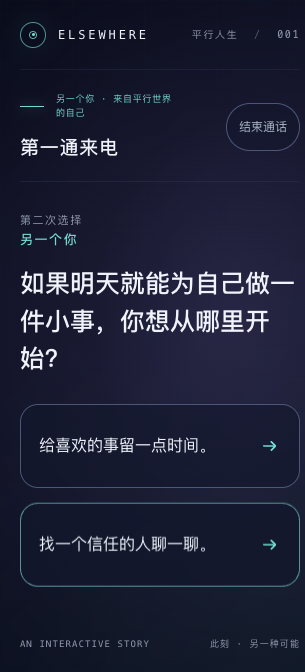 ELSEWHERE
平行人生 / 001
另一个你 · 来自平行世界
的自己
第一通来电
结束通话
第二次选择
另一个你
如果明天就能为自己做一
件小事，你想从哪里开
始?
给喜欢的事留一点时间。 →
找一个信任的人聊一聊。 →
AN INTERACTIVE STORY
此刻 · 另一种可能